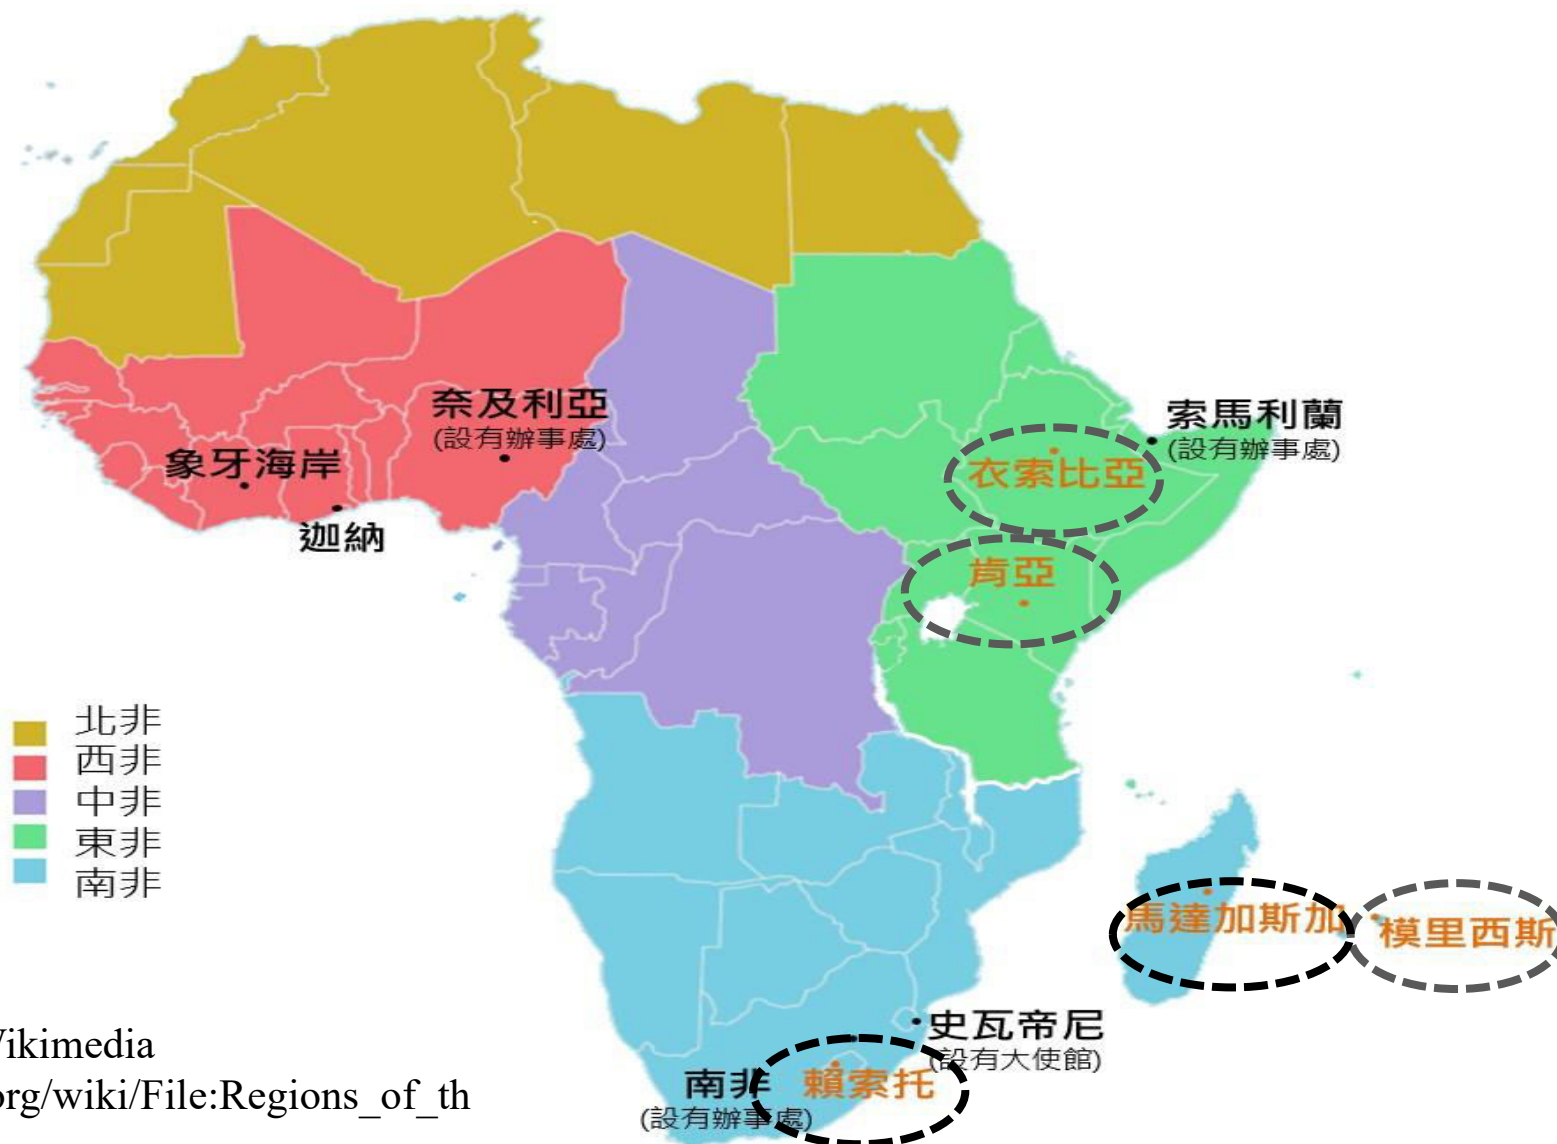 奈及利亞
(設有辦事處)
索馬利蘭
(設有辦事處)
象牙海岸
衣索比亞
迦納
肯亞
北非
西非
中非
東非
南非
馬達加斯加
模里西斯
史瓦帝尼
(設有大使館)
南非
(設有辦事處)
賴索托
Wikimedia
org/wiki/File:Regions_of_th